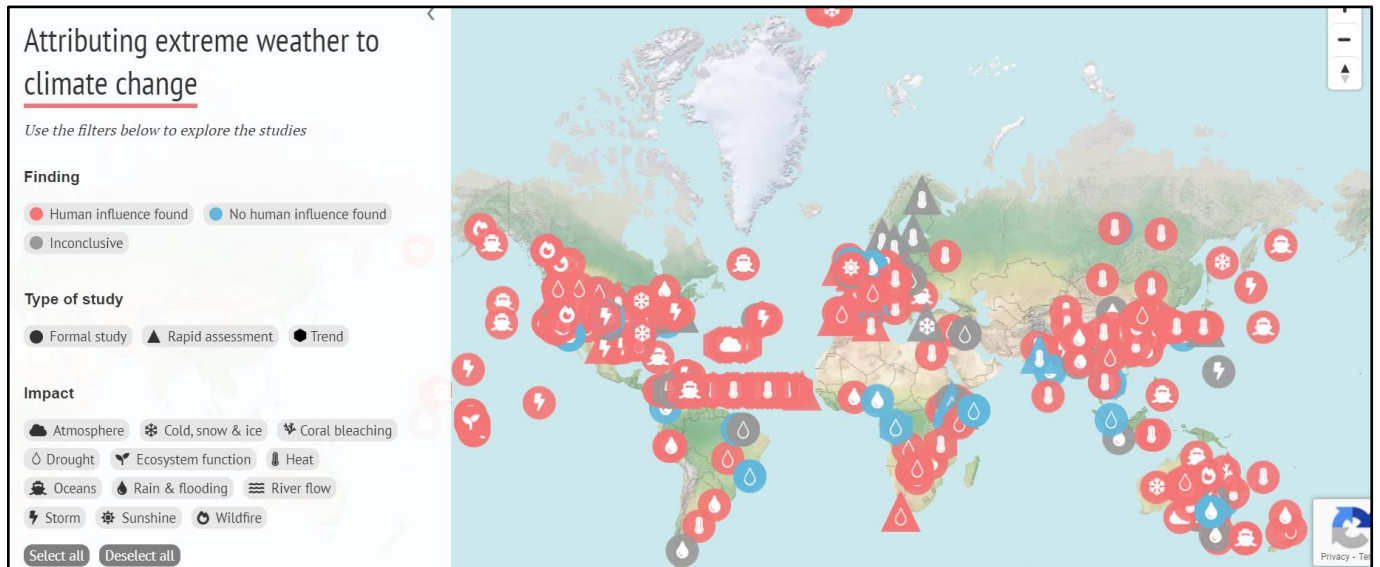 Attributing extreme weather to
climate change
Use the filters below to explore the studies
Finding
Human influence found
No human influence found
Inconclusive
Type of study
Formal study
Rapid assessment
Trend
Impact
Atmosphere
Cold, snow & ice
Coral bleaching
Drought
Ecosystem function
Heat
Oceans
Rain & flooding
River flow
Storm
Sunshine
Wildfire
Select all
Deselect all
Privacy -